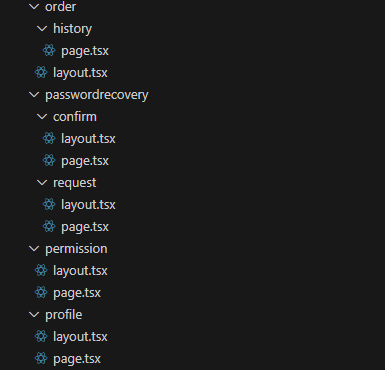 order
history
page.tsx
layout.tsx
passwordrecovery
confirm
layout.tsx
page.tsx
request
layout.tsx
page.tsx
permission
layout.tsx
page.tsx
profile
layout.tsx
page.tsx